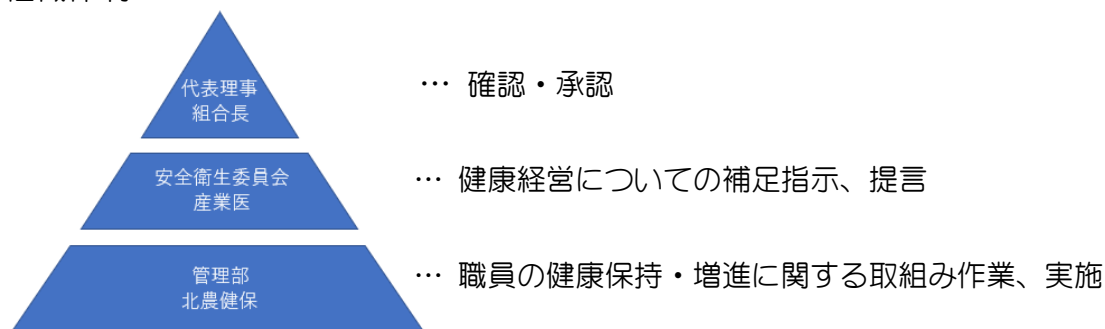 代表理事
組合長
… 確認・承認
安全衛生委員会
産業医
… 健康経営についての補足指示、提言
管理部
北農健保
… 職員の健康保持・増進に関する取組み作業、実施